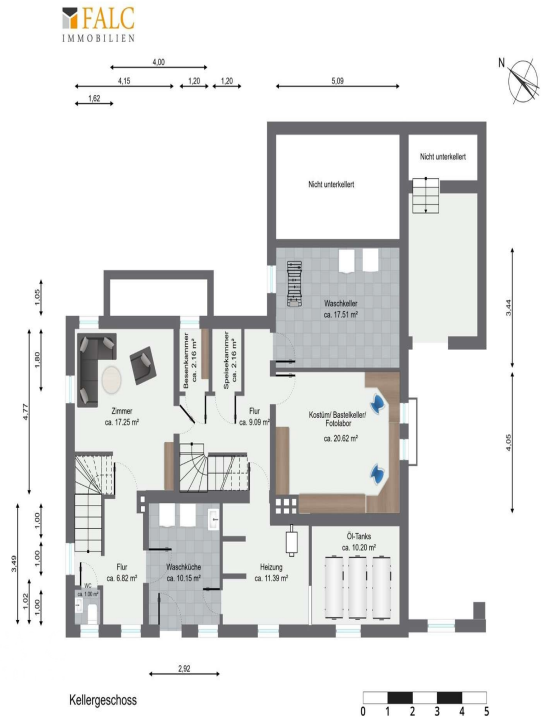 FALC
IMMOBILIEN
N
4,00
4,15
1,20
1,20
5,09
1,62
Nicht unterkellert
Nicht unterkellert
1,05
3,44
Waschkeller
ca. 17.51 m²
1,80
Besenkammer
ca. 2.16 m²
Speisekammer
ca. 2.16 m²
4,77
Zimmer
ca. 17.25 m²
Flur
ca. 9.09 m²
Kostüm/ Bastelkeller/
Fotolabor
ca. 20.62 m²
4,05
1,00
3,49
1,00
Öl-Tanks
ca. 10.20 m²
Flur
ca. 6.82 m²
Waschküche
ca. 10.15 m²
Heizung
ca. 11.39 m²
WC
ca. 1.00 m²
1,02
1,00
2,92
Kellergeschoss
0 1 2 3 4 5